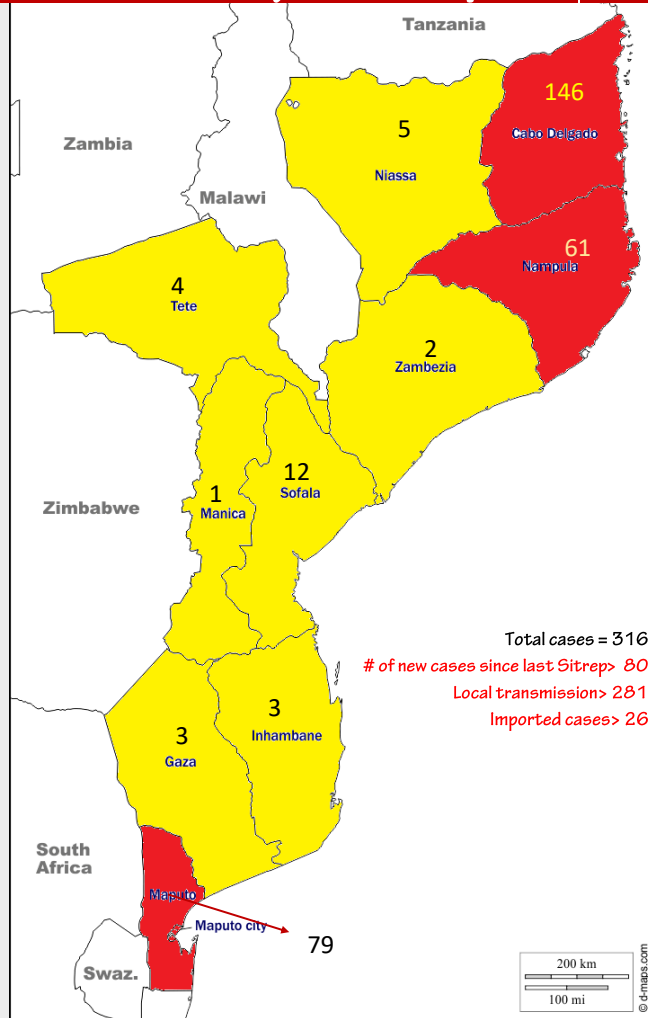 Tanzania
146
Cabo Delgado
5
Niassa
Zambia
Malawi
61
Nampula
4
Tete
2
Zambezia
12
Sofala
1
Manica
Zimbabwe
Total cases = 316
# of new cases since last Sitrep> 80
Local transmission> 281
Imported cases> 26
3
Inhambane
3
Gaza
South
Africa
Maputo
Maputo city
79
Swaz.
200 km
100 mi
© d-maps.com